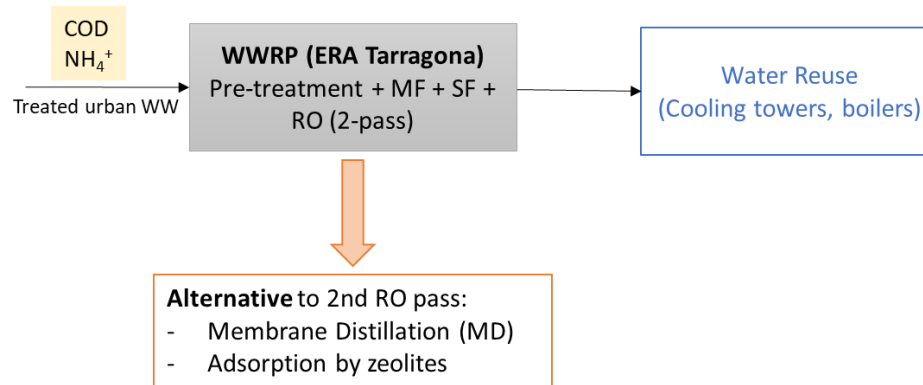 COD
NH₄⁺
Treated urban WW
WWRP (ERA Tarragona)
Pre-treatment + MF + SF +
RO (2-pass)
Water Reuse
(Cooling towers, boilers)
Alternative to 2nd RO pass:
- Membrane Distillation (MD)
- Adsorption by zeolites